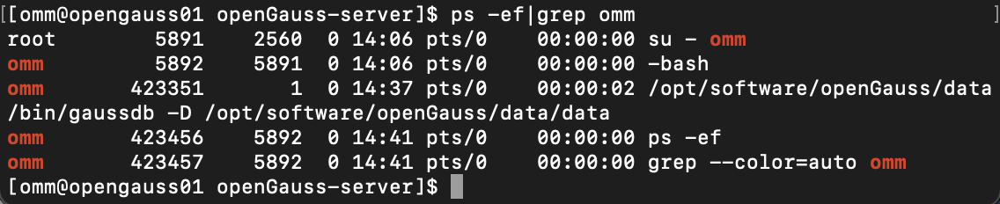 [[omm@opengauss01 openGauss-server]$ ps -ef|grep omm ]
root 5891 2560 0 14:06 pts/0 00:00:00 su - omm
omm 5892 5891 0 14:06 pts/0 00:00:00 -bash
omm 423351 1 0 14:37 pts/0 00:00:02 /opt/software/openGauss/data
/bin/gaussdb -D /opt/software/openGauss/data/data
omm 423456 5892 0 14:41 pts/0 00:00:00 ps -ef
omm 423457 5892 0 14:41 pts/0 00:00:00 grep --color=auto omm
[omm@opengauss01 openGauss-server]$